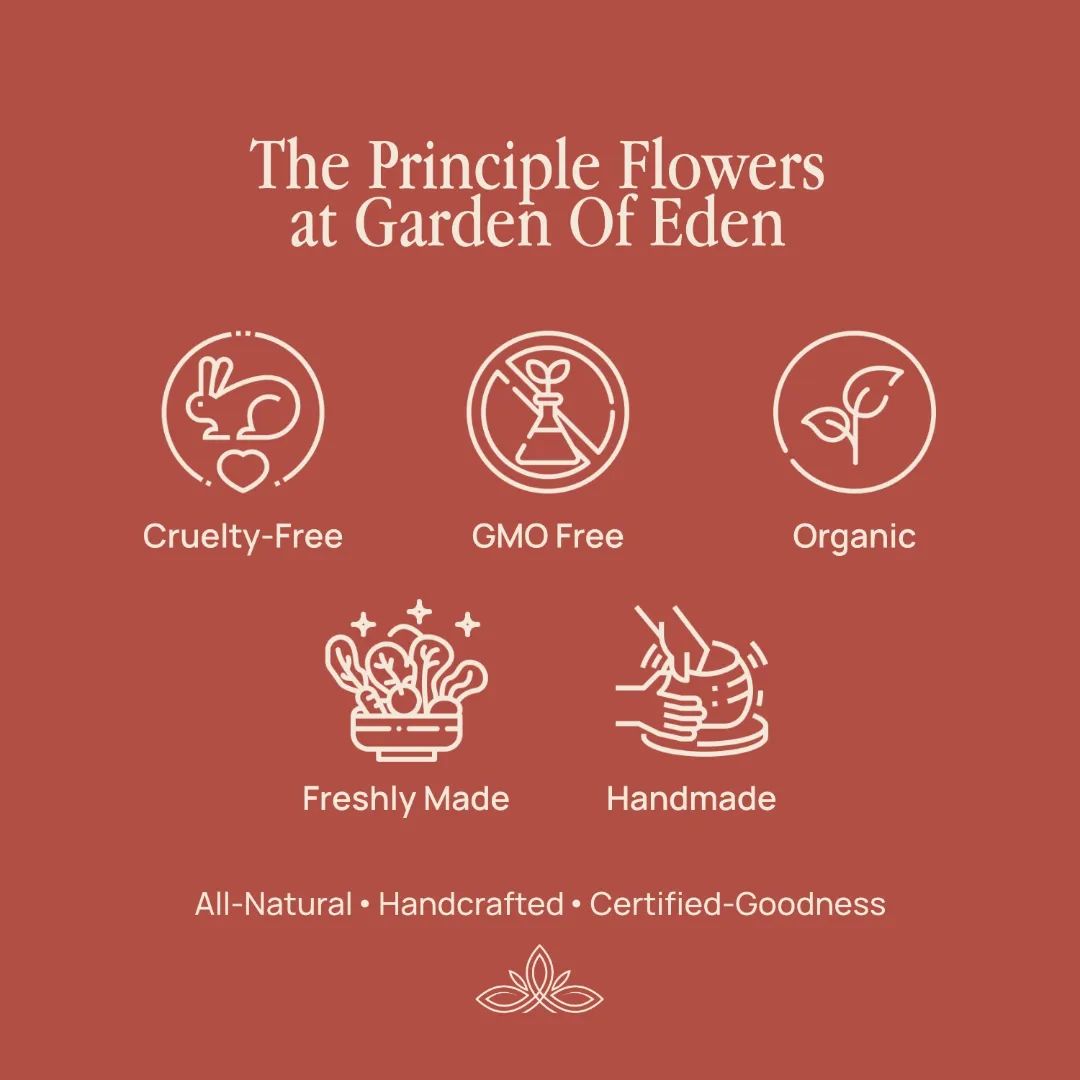 The Principle Flowers
at Garden Of Eden
Cruelty-Free
GMO Free
Organic
Freshly Made
Handmade
All-Natural • Handcrafted • Certified-Goodness